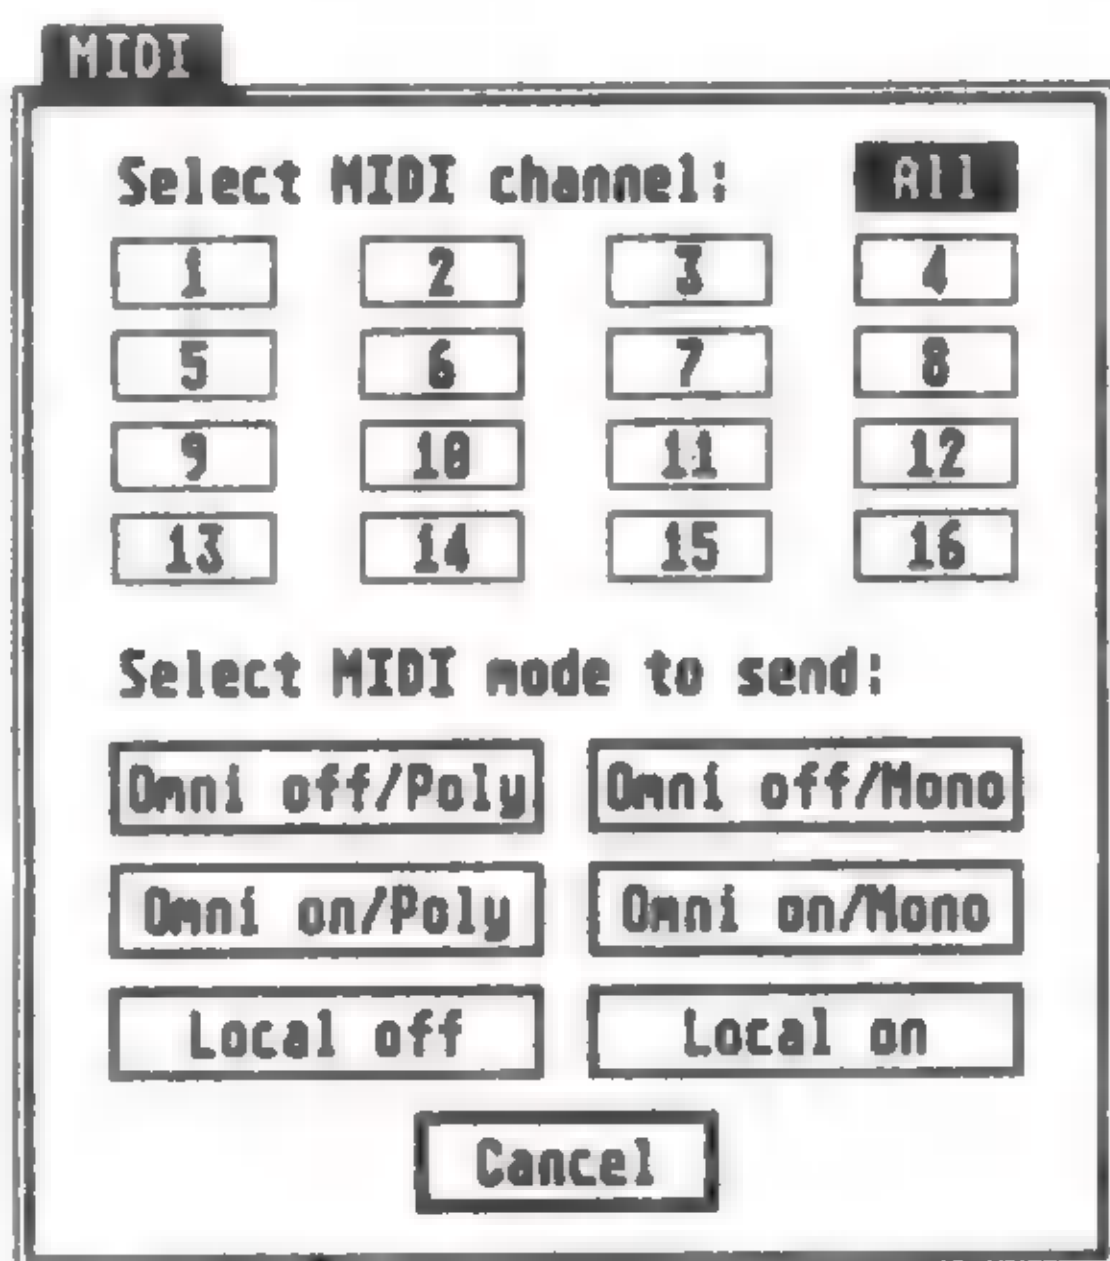 MIDI
Select MIDI channel: All
1 2 3 4
5 6 7 8
9 10 11 12
13 14 15 16
Select MIDI mode to send:
Omni off/Poly Omni off/Mono
Omni on/Poly Omni on/Mono
Local off Local on
Cancel